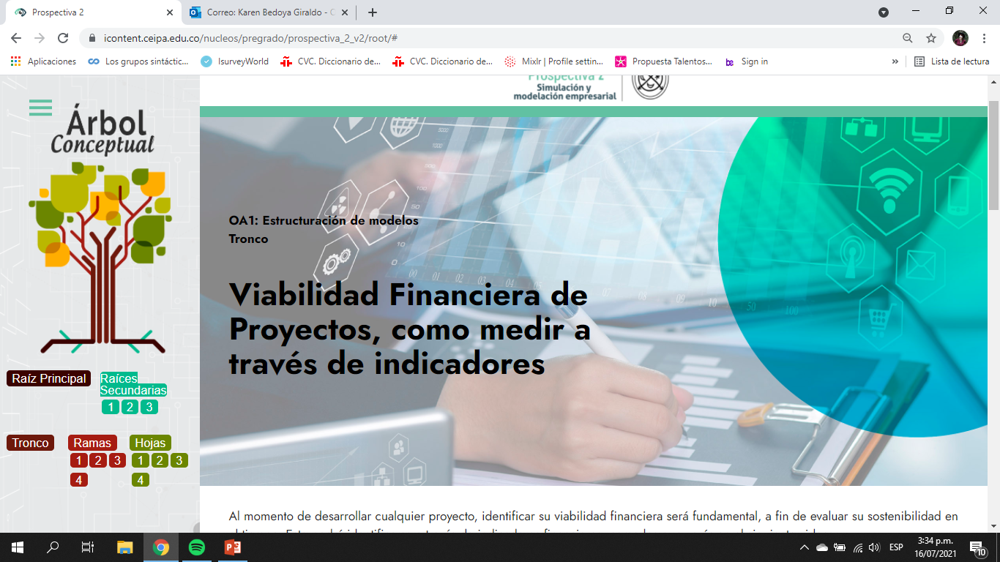 Prospectiva 2
Correo: Karen Bedoya Giraldo - O
icontent.ceipa.edu.co/nucleos/pregrado/prospectiva_2_v2/root/#
Aplicaciones
Los grupos sintáctic...
IsurveyWorld
CVC. Diccionario de...
CVC. Diccionario de...
Mixlr | Profile settin...
Propuesta Talentos...
Sign in
»
Lista de lectura
Prospectiva 2
Simulación y
modelación empresarial
Árbol
Conceptual
Raíz Principal
Raíces
Secundarias
1 2 3
Tronco
Ramas
1 2 3
4
Hojas
1 2 3
4
OA1: Estructuración de modelos
Tronco
Viabilidad Financiera de
Proyectos, como medir a
través de indicadores
Al momento de desarrollar cualquier proyecto, identificar su viabilidad financiera será fundamental, a fin de evaluar su sostenibilidad en
ESP
3:34 p.m.
16/07/2021
10